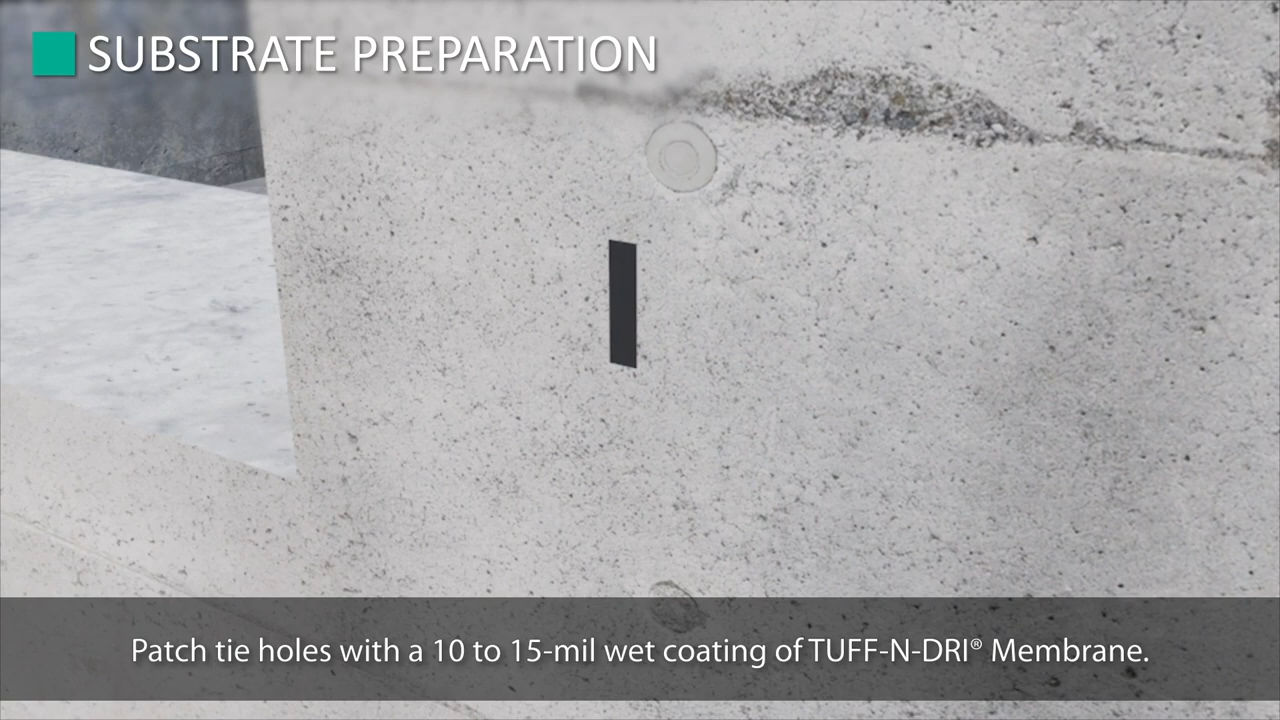 SUBSTRATE PREPARATION
Patch tie holes with a 10 to 15-mil wet coating of TUFF-N-DRI® Membrane.